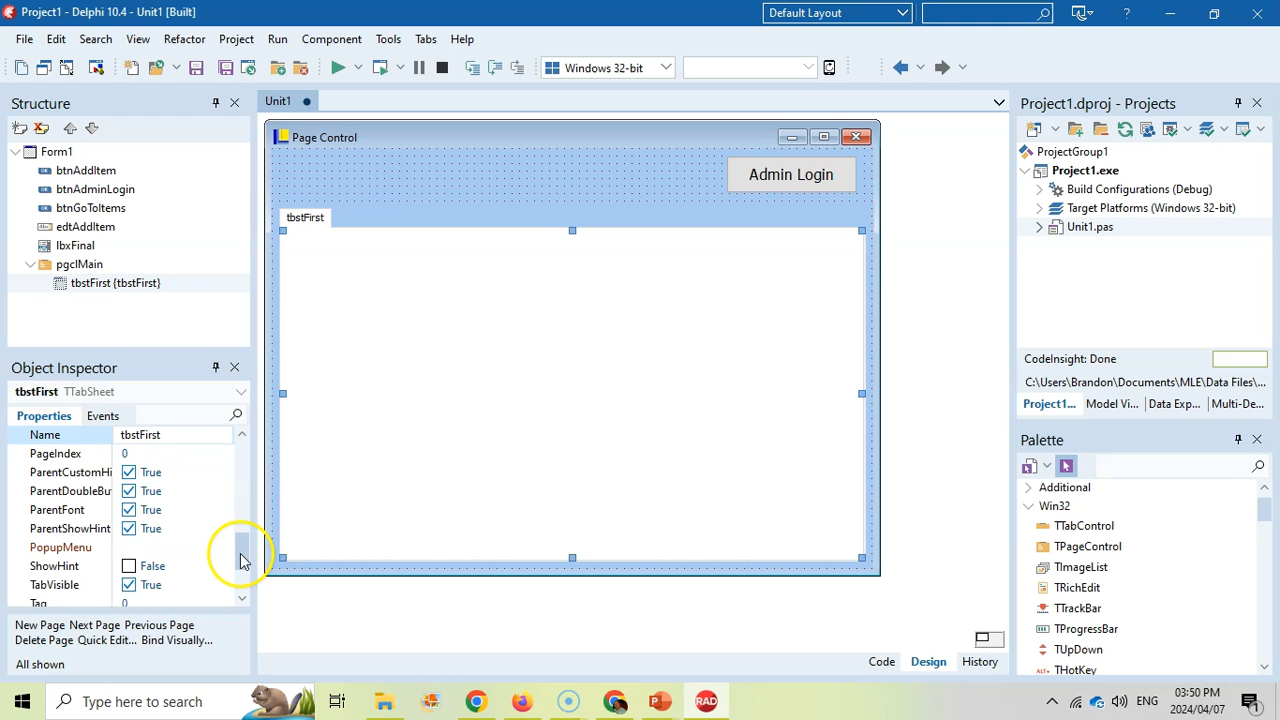 Project1 - Delphi 10.4 - Unit1 [Built]
Default Layout
?
File Edit Search View Refactor Project Run Component Tools Tabs Help
Windows 32-bit
Structure
Form1
btnAddItem
btnAdminLogin
btnGoToItems
edtAddItem
lbxFinal
pgclMain
tbstFirst {tbstFirst}
Object Inspector
tbstFirst TTabSheet
Properties Events
Name tbstFirst
PageIndex 0
ParentCustomHi True
ParentDoubleBu True
ParentFont True
ParentShowHint True
PopupMenu
ShowHint False
TabVisible True
Tag 0
New Page Next Page Previous Page
Delete Page Quick Edit... Bind Visually...
All shown
Unit1
Page Control
Admin Login
tbstFirst
Code Design History
Project1.dproj - Projects
ProjectGroup1
Project1.exe
Build Configurations (Debug)
Target Platforms (Windows 32-bit)
Unit1.pas
CodeInsight: Done
C:\Users\Brandon\Documents\MLE\Data Files\...
Project1... Model Vi... Data Exp... Multi-De...
Palette
Additional
Win32
TTabControl
TPageControl
TImageList
TRichEdit
TTrackBar
TProgressBar
TUpDown
THotKey
Type here to search
RAD
ENG
03:50 PM
2024/04/07
1